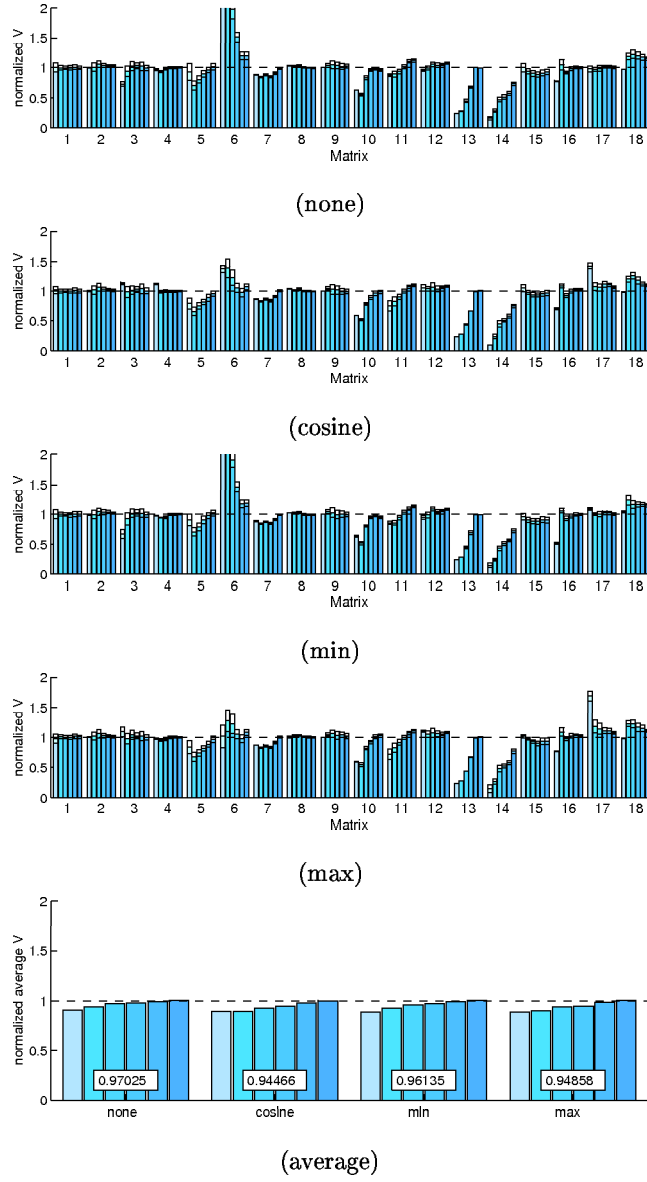 2
1.5
1
0.5
0
normalized V
1 2 3 4 5 6 7 8 9 10 11 12 13 14 15 16 17 18
Matrix
(none)
2
1.5
1
0.5
0
normalized V
1 2 3 4 5 6 7 8 9 10 11 12 13 14 15 16 17 18
Matrix
(cosine)
2
1.5
1
0.5
0
normalized V
1 2 3 4 5 6 7 8 9 10 11 12 13 14 15 16 17 18
Matrix
(min)
2
1.5
1
0.5
0
normalized V
1 2 3 4 5 6 7 8 9 10 11 12 13 14 15 16 17 18
Matrix
(max)
2
1.5
1
0.5
0
normalized average V
0.97025 0.94466 0.96135 0.94858
none cosine min max
(average)